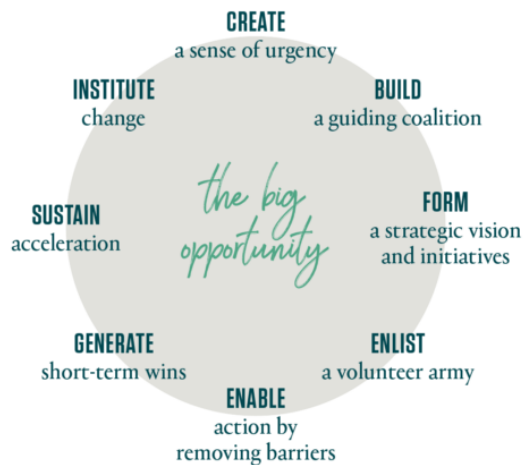 CREATE
a sense of urgency
BUILD
a guiding coalition
FORM
a strategic vision
and initiatives
ENLIST
a volunteer army
ENABLE
action by
removing barriers
GENERATE
short-term wins
SUSTAIN
acceleration
INSTITUTE
change
the big
opportunity